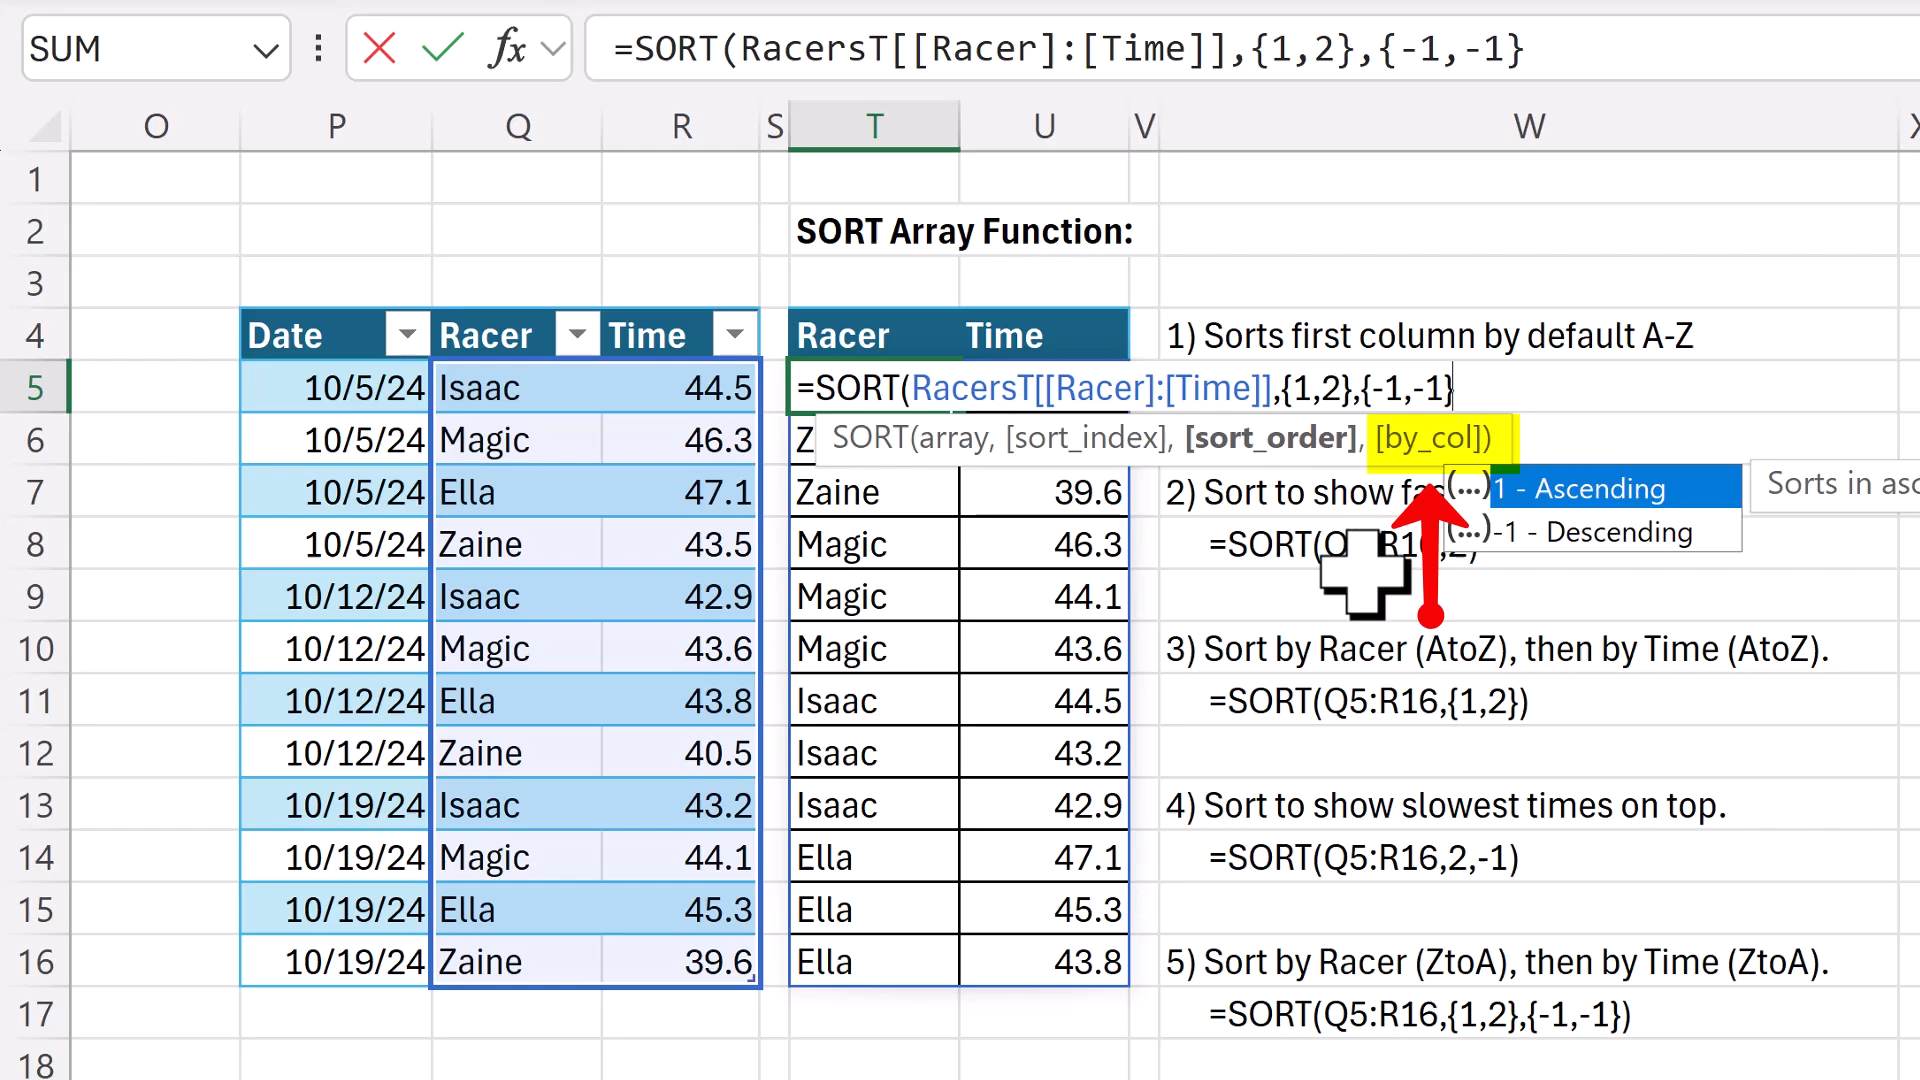 SUM fx =SORT(RacersT[[Racer]:[Time]],{1,2},{-1,-1}
O P Q R S T U V W X
1
2 SORT Array Function:
3
4 Date Racer Time Racer Time 1) Sorts first column by default A-Z
5 10/5/24 Isaac 44.5 =SORT(RacersT[[Racer]:[Time]],{1,2},{-1,-1}
6 10/5/24 Magic 46.3 Z SORT(array, [sort_index], [sort_order], [by_col])
7 10/5/24 Ella 47.1 Zaine 39.6 2) Sort to show (...)1 - Ascending Sorts in
8 10/5/24 Zaine 43.5 Magic 46.3 =SORT( (...)-1 - Descending
9 10/12/24 Isaac 42.9 Magic 44.1
10 10/12/24 Magic 43.6 Magic 43.6 3) Sort by Racer (AtoZ), then by Time (AtoZ).
11 10/12/24 Ella 43.8 Isaac 44.5 =SORT(Q5:R16,{1,2})
12 10/12/24 Zaine 40.5 Isaac 43.2
13 10/19/24 Isaac 43.2 Isaac 42.9 4) Sort to show slowest times on top.
14 10/19/24 Magic 44.1 Ella 47.1 =SORT(Q5:R16,2,-1)
15 10/19/24 Ella 45.3 Ella 45.3
16 10/19/24 Zaine 39.6 Ella 43.8 5) Sort by Racer (ZtoA), then by Time (ZtoA).
17 =SORT(Q5:R16,{1,2},{-1,-1})
18